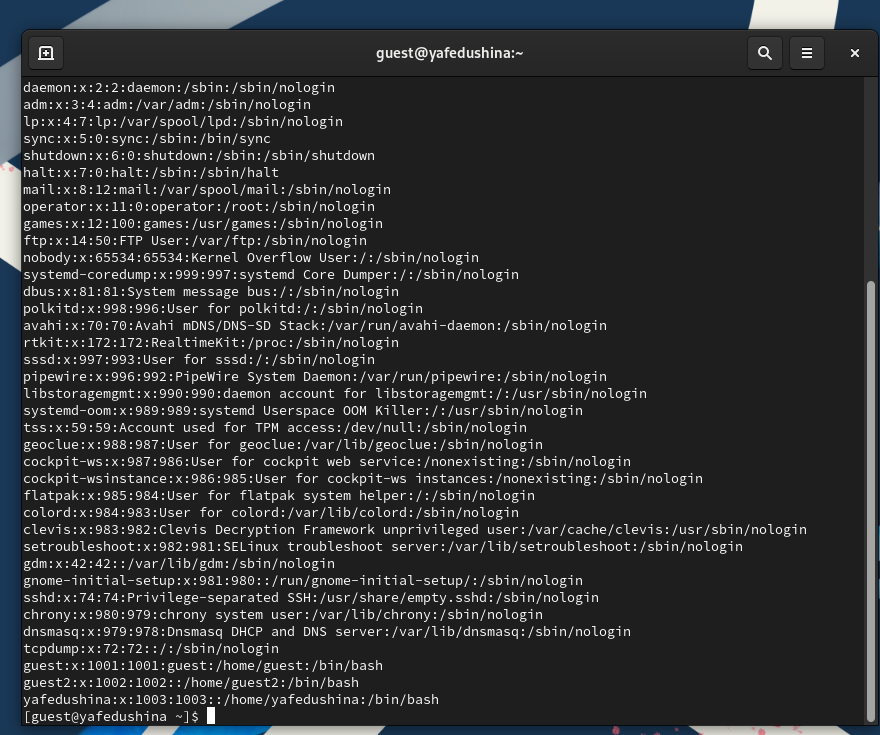 guest@yafedushina:~
daemon:x:2:2:daemon:/sbin:/sbin/nologin
adm:x:3:4:adm:/var/adm:/sbin/nologin
lp:x:4:7:lp:/var/spool/lpd:/sbin/nologin
sync:x:5:0:sync:/sbin:/bin/sync
shutdown:x:6:0:shutdown:/sbin:/sbin/shutdown
halt:x:7:0:halt:/sbin:/sbin/halt
mail:x:8:12:mail:/var/spool/mail:/sbin/nologin
operator:x:11:0:operator:/root:/sbin/nologin
games:x:12:100:games:/usr/games:/sbin/nologin
ftp:x:14:50:FTP User:/var/ftp:/sbin/nologin
nobody:x:65534:65534:Kernel Overflow User:/:/sbin/nologin
systemd-coredump:x:999:997:systemd Core Dumper:/:/sbin/nologin
dbus:x:81:81:System message bus:/:/sbin/nologin
polkitd:x:998:996:User for polkitd:/:/sbin/nologin
avahi:x:70:70:Avahi mDNS/DNS-SD Stack:/var/run/avahi-daemon:/sbin/nologin
rtkit:x:172:172:RealtimeKit:/proc:/sbin/nologin
sssd:x:997:993:User for sssd:/:/sbin/nologin
pipewire:x:996:992:PipeWire System Daemon:/var/run/pipewire:/sbin/nologin
libstoragemgmt:x:990:990:daemon account for libstoragemgmt:/:/usr/sbin/nologin
systemd-oom:x:989:989:systemd Userspace OOM Killer:/:/usr/sbin/nologin
tss:x:59:59:Account used for TPM access:/dev/null:/sbin/nologin
geoclue:x:988:987:User for geoclue:/var/lib/geoclue:/sbin/nologin
cockpit-ws:x:987:986:User for cockpit web service:/nonexisting:/sbin/nologin
cockpit-wsinstance:x:986:985:User for cockpit-ws instances:/nonexisting:/sbin/nologin
flatpak:x:985:984:User for flatpak system helper:/:/sbin/nologin
colord:x:984:983:User for colord:/var/lib/colord:/sbin/nologin
clevis:x:983:982:Clevis Decryption Framework unprivileged user:/var/cache/clevis:/usr/sbin/nologin
setroubleshoot:x:982:981:SELinux troubleshoot server:/var/lib/setroubleshoot:/sbin/nologin
gdm:x:42:42::/var/lib/gdm:/sbin/nologin
gnome-initial-setup:x:981:980::/run/gnome-initial-setup/:/sbin/nologin
sshd:x:74:74:Privilege-separated SSH:/usr/share/empty.sshd:/sbin/nologin
chrony:x:980:979:chrony system user:/var/lib/chrony:/sbin/nologin
dnsmasq:x:979:978:Dnsmasq DHCP and DNS server:/var/lib/dnsmasq:/sbin/nologin
tcpdump:x:72:72::/:/sbin/nologin
guest:x:1001:1001:guest:/home/guest:/bin/bash
guest2:x:1002:1002::/home/guest2:/bin/bash
yafedushina:x:1003:1003::/home/yafedushina:/bin/bash
[guest@yafedushina ~]$